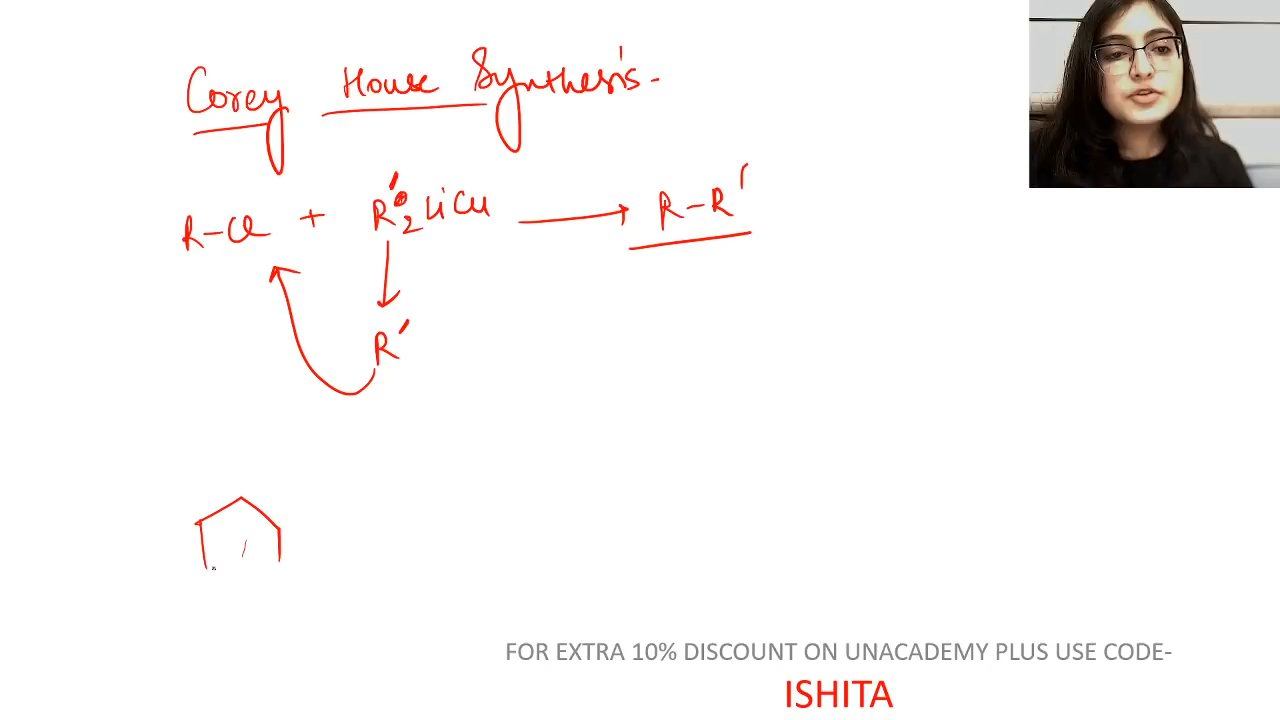 Corey House Synthesis-
R-Cl + R'₂LiCu ⟶ R-R'
R'
FOR EXTRA 10% DISCOUNT ON UNACADEMY PLUS USE CODE-
ISHITA